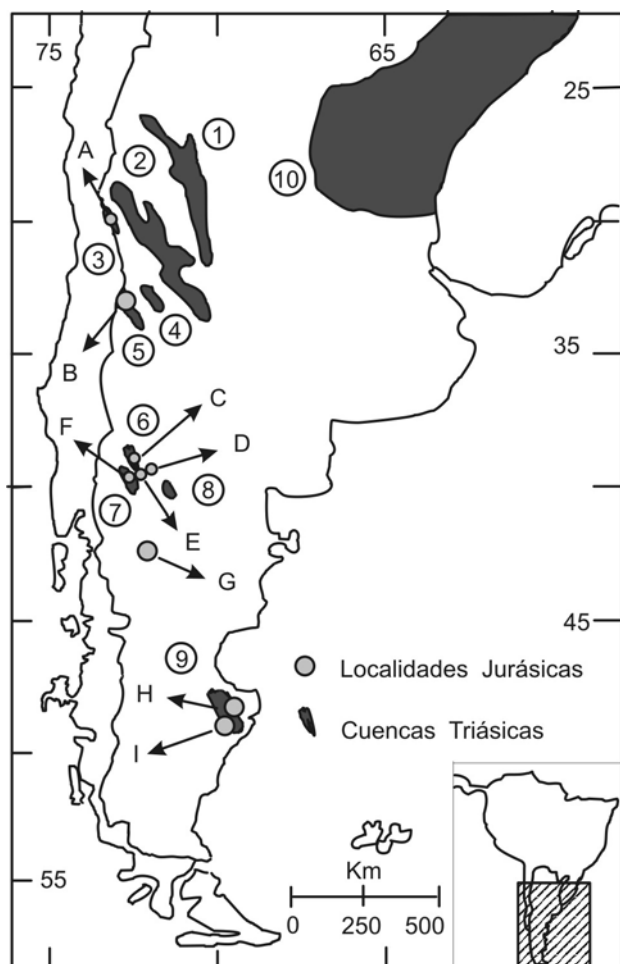 75 65
25
1
A 2
10
3
4
5 35
B
6 C
F D
8
7
E
G
45
9
Localidades Jurásicas
H
Cuencas Triásicas
I
Km
55
0 250 500